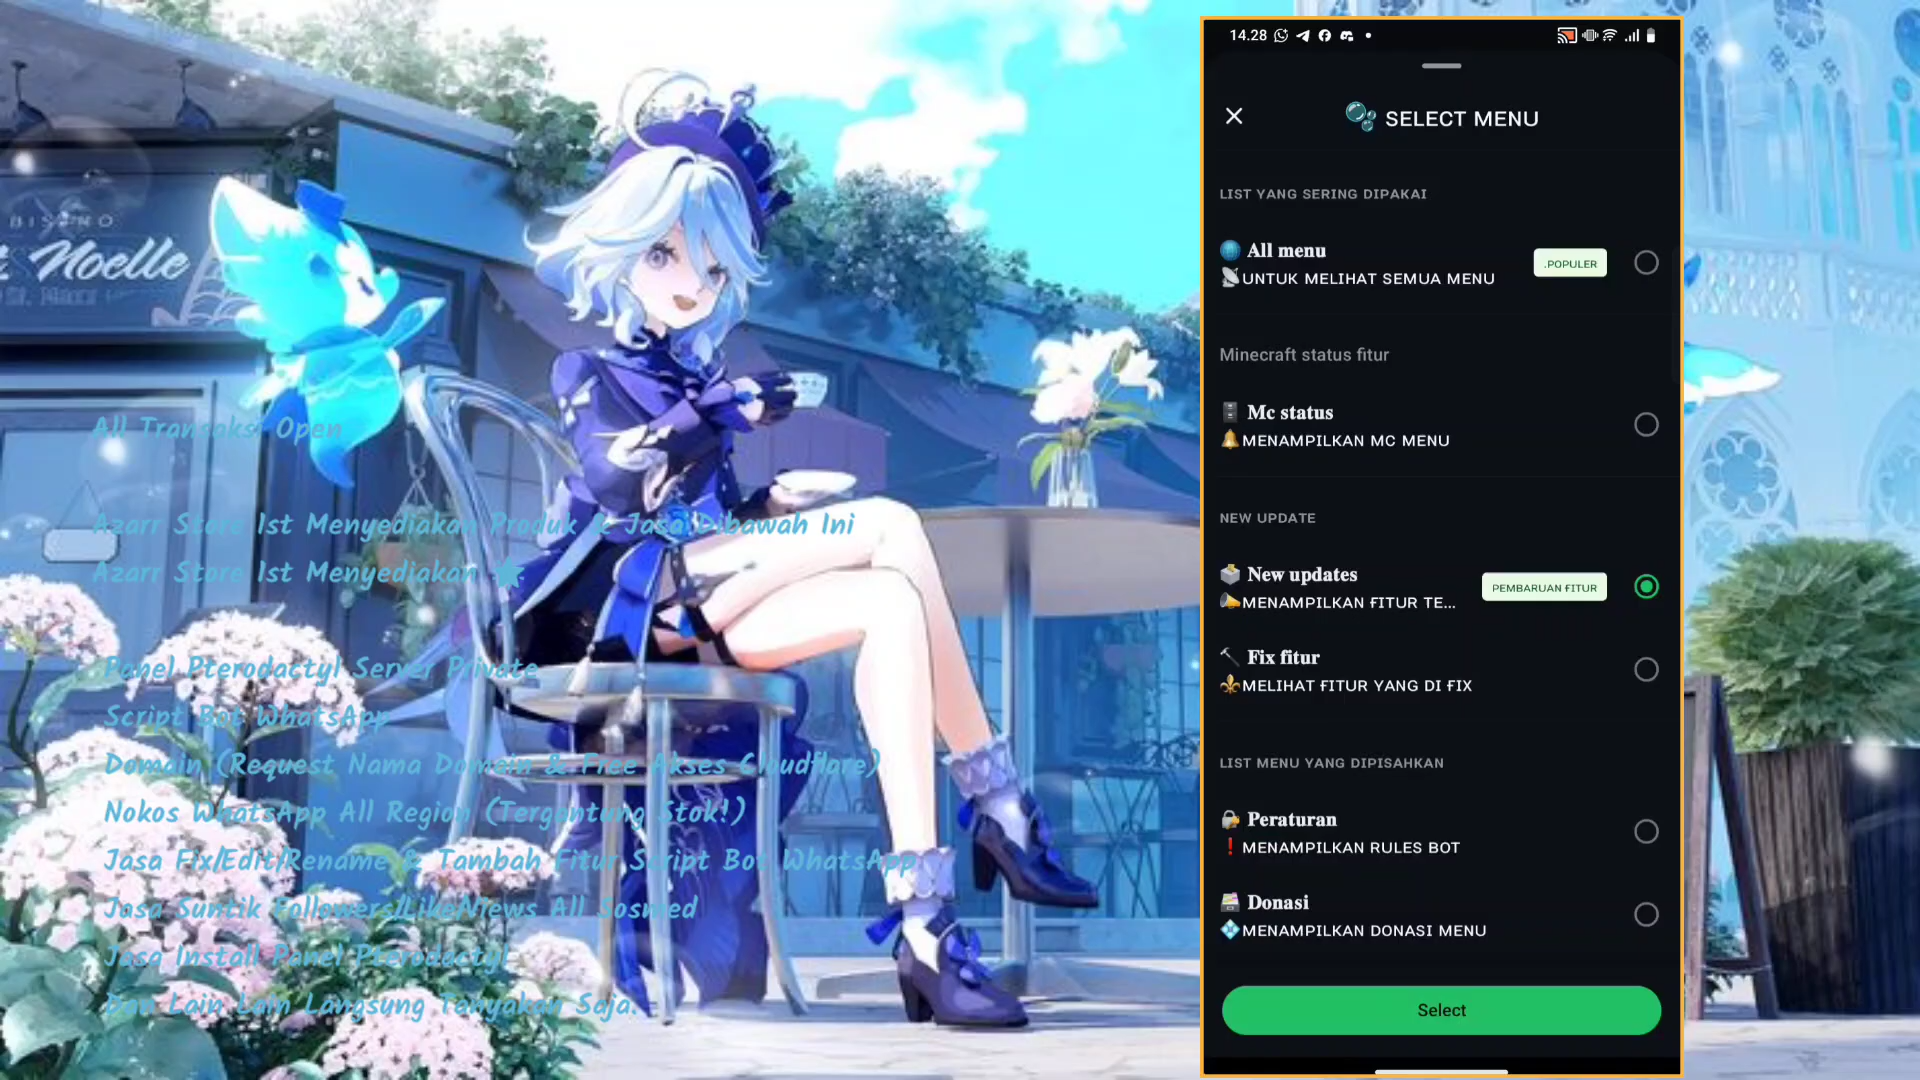 BISTRO
Noelle
All Transaksi Open
Azarr Store 1st Menyediakan Produk & Jasa Dibawah Ini
Azarr Store 1st Menyediakan
Panel Pterodactyl Server Private
Script Bot WhatsApp
Domain (Request Nama Domain & Free Akses Cloudflare)
Nokos WhatsApp All Region (Tergantung Stok!)
Jasa Fix/Edit/Rename & Tambah Fitur Script Bot WhatsApp
Jasa Suntik Followers/Like/Views All Sosmed
Jasa Install Panel Pterodactyl
Dan Lain Lain Langsung Tanyakan Saja.
14.28
SELECT MENU
LIST YANG SERING DIPAKAI
All menu
UNTUK MELIHAT SEMUA MENU
.POPULER
Minecraft status fitur
Mc status
MENAMPILKAN MC MENU
NEW UPDATE
New updates
MENAMPILKAN FITUR TE...
PEMBARUAN FITUR
Fix fitur
MELIHAT FITUR YANG DI FIX
LIST MENU YANG DIPISAHKAN
Peraturan
MENAMPILKAN RULES BOT
Donasi
MENAMPILKAN DONASI MENU
Select